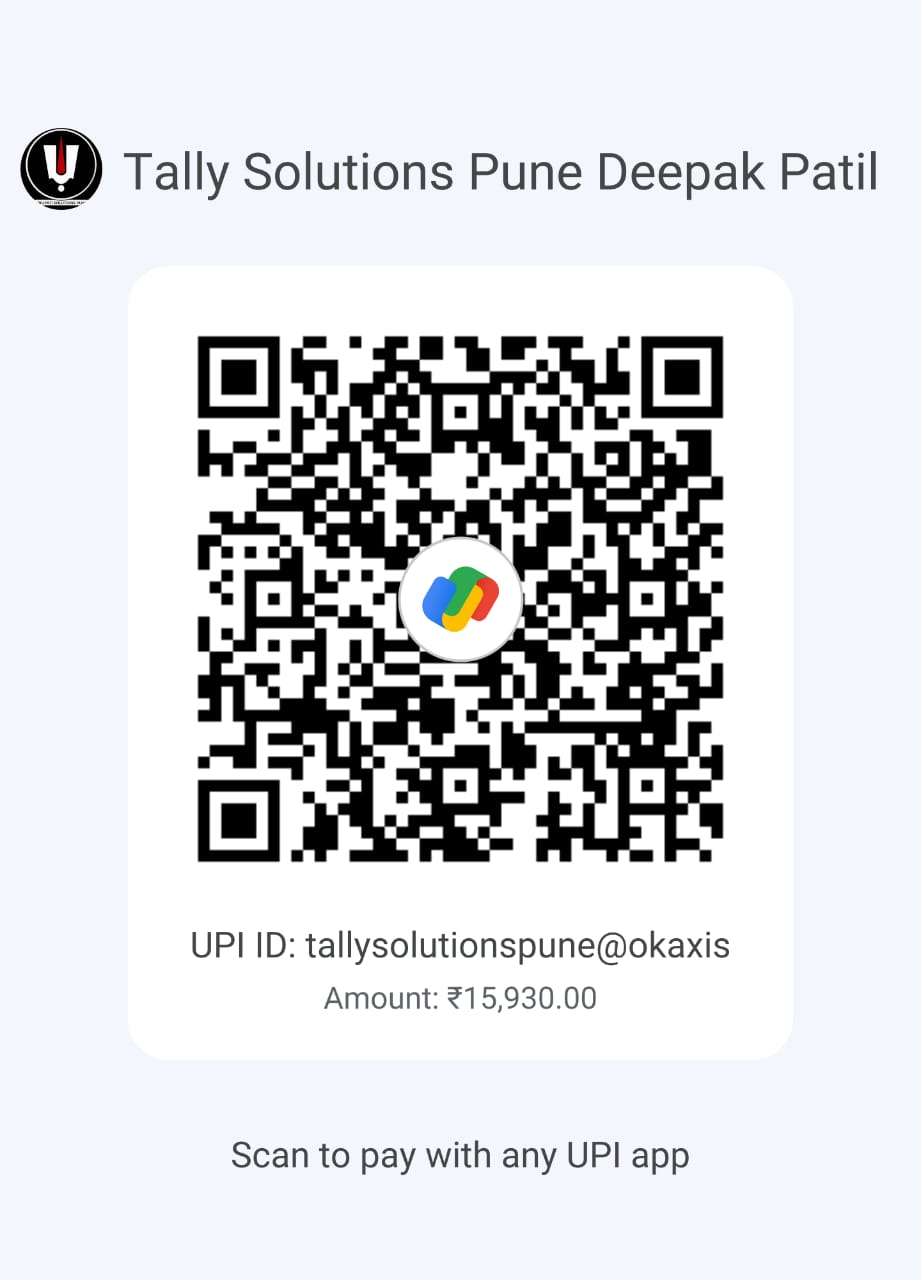 Tally Solutions Pune Deepak Patil
UPI ID: tallysolutionspune@okaxis
Amount: ₹15,930.00
Scan to pay with any UPI app